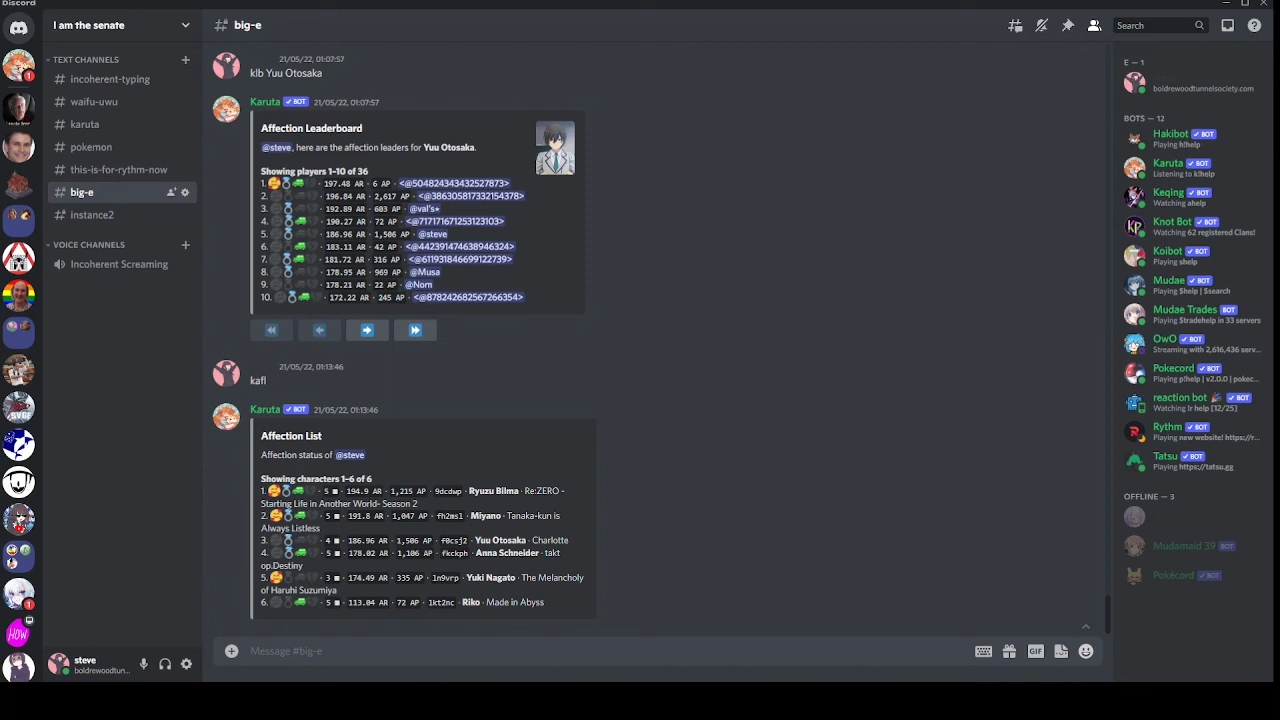 Discord
I am the senate
TEXT CHANNELS
incoherent-typing
waifu-uwu
karuta
pokemon
this-is-for-rythm-now
big-e
instance2
VOICE CHANNELS
Incoherent Screaming
steve
boldrewoodtun...
big-e
Search
21/05/22, 01:07:57
klb Yuu Otosaka
Karuta BOT 21/05/22, 01:07:57
Affection Leaderboard
@steve, here are the affection leaders for Yuu Otosaka.
Showing players 1-10 of 36
1. · 197.48 AR · 6 AP · <@504824343432527873>
2. · 196.84 AR · 2,617 AP · <@386305817332154378>
3. · 192.89 AR · 603 AP · @val's★
4. · 190.27 AR · 72 AP · <@717171671253123103>
5. · 186.96 AR · 1,506 AP · @steve
6. · 183.11 AR · 42 AP · <@442391474638946324>
7. · 181.72 AR · 316 AP · <@611931846699122739>
8. · 178.95 AR · 969 AP · @Musa
9. · 178.21 AR · 22 AP · @Nom
10. · 172.22 AR · 245 AP · <@878242682567266354>
21/05/22, 01:13:46
kafl
Karuta BOT 21/05/22, 01:13:46
Affection List
Affection status of @steve
Showing characters 1-6 of 6
1. · 5 ■ · 194.9 AR · 1,215 AP · 9dcdwp · Ryuzu Bilma · Re:ZERO -
Starting Life in Another World- Season 2
2. · 5 ■ · 191.8 AR · 1,047 AP · fh2msl · Miyano · Tanaka-kun is
Always Listless
3. · 4 ■ · 186.96 AR · 1,506 AP · f0csj2 · Yuu Otosaka · Charlotte
4. · 5 ■ · 178.02 AR · 1,106 AP · fkckph · Anna Schneider · takt
op.Destiny
5. · 3 ■ · 174.49 AR · 335 AP · ln9vrp · Yuki Nagato · The Melancholy
of Haruhi Suzumiya
6. · 5 ■ · 113.04 AR · 72 AP · lkt2nc · Riko · Made in Abyss
Message #big-e
GIF
E — 1
boldrewoodtunnelsociety.com
BOTS — 12
Hakibot BOT
Playing h!help
Karuta BOT
Listening to k!help
Keqing BOT
Watching ahelp
Knot Bot BOT
Watching 62 registered Clans!
Koibot BOT
Playing shelp
Mudae BOT
Playing $help | $search
Mudae Trades BOT
Playing $tradehelp in 33 servers
OwO BOT
Streaming with 2,616,436 serv...
Pokecord BOT
Playing p!help | v2.0.0 | pokec...
reaction bot BOT
Watching !r help [12/25]
Rythm BOT
Playing new website! https://r...
Tatsu BOT
Playing https://tatsu.gg
OFFLINE — 3
Mudamaid 39 BOT
Pokécord BOT
HOW